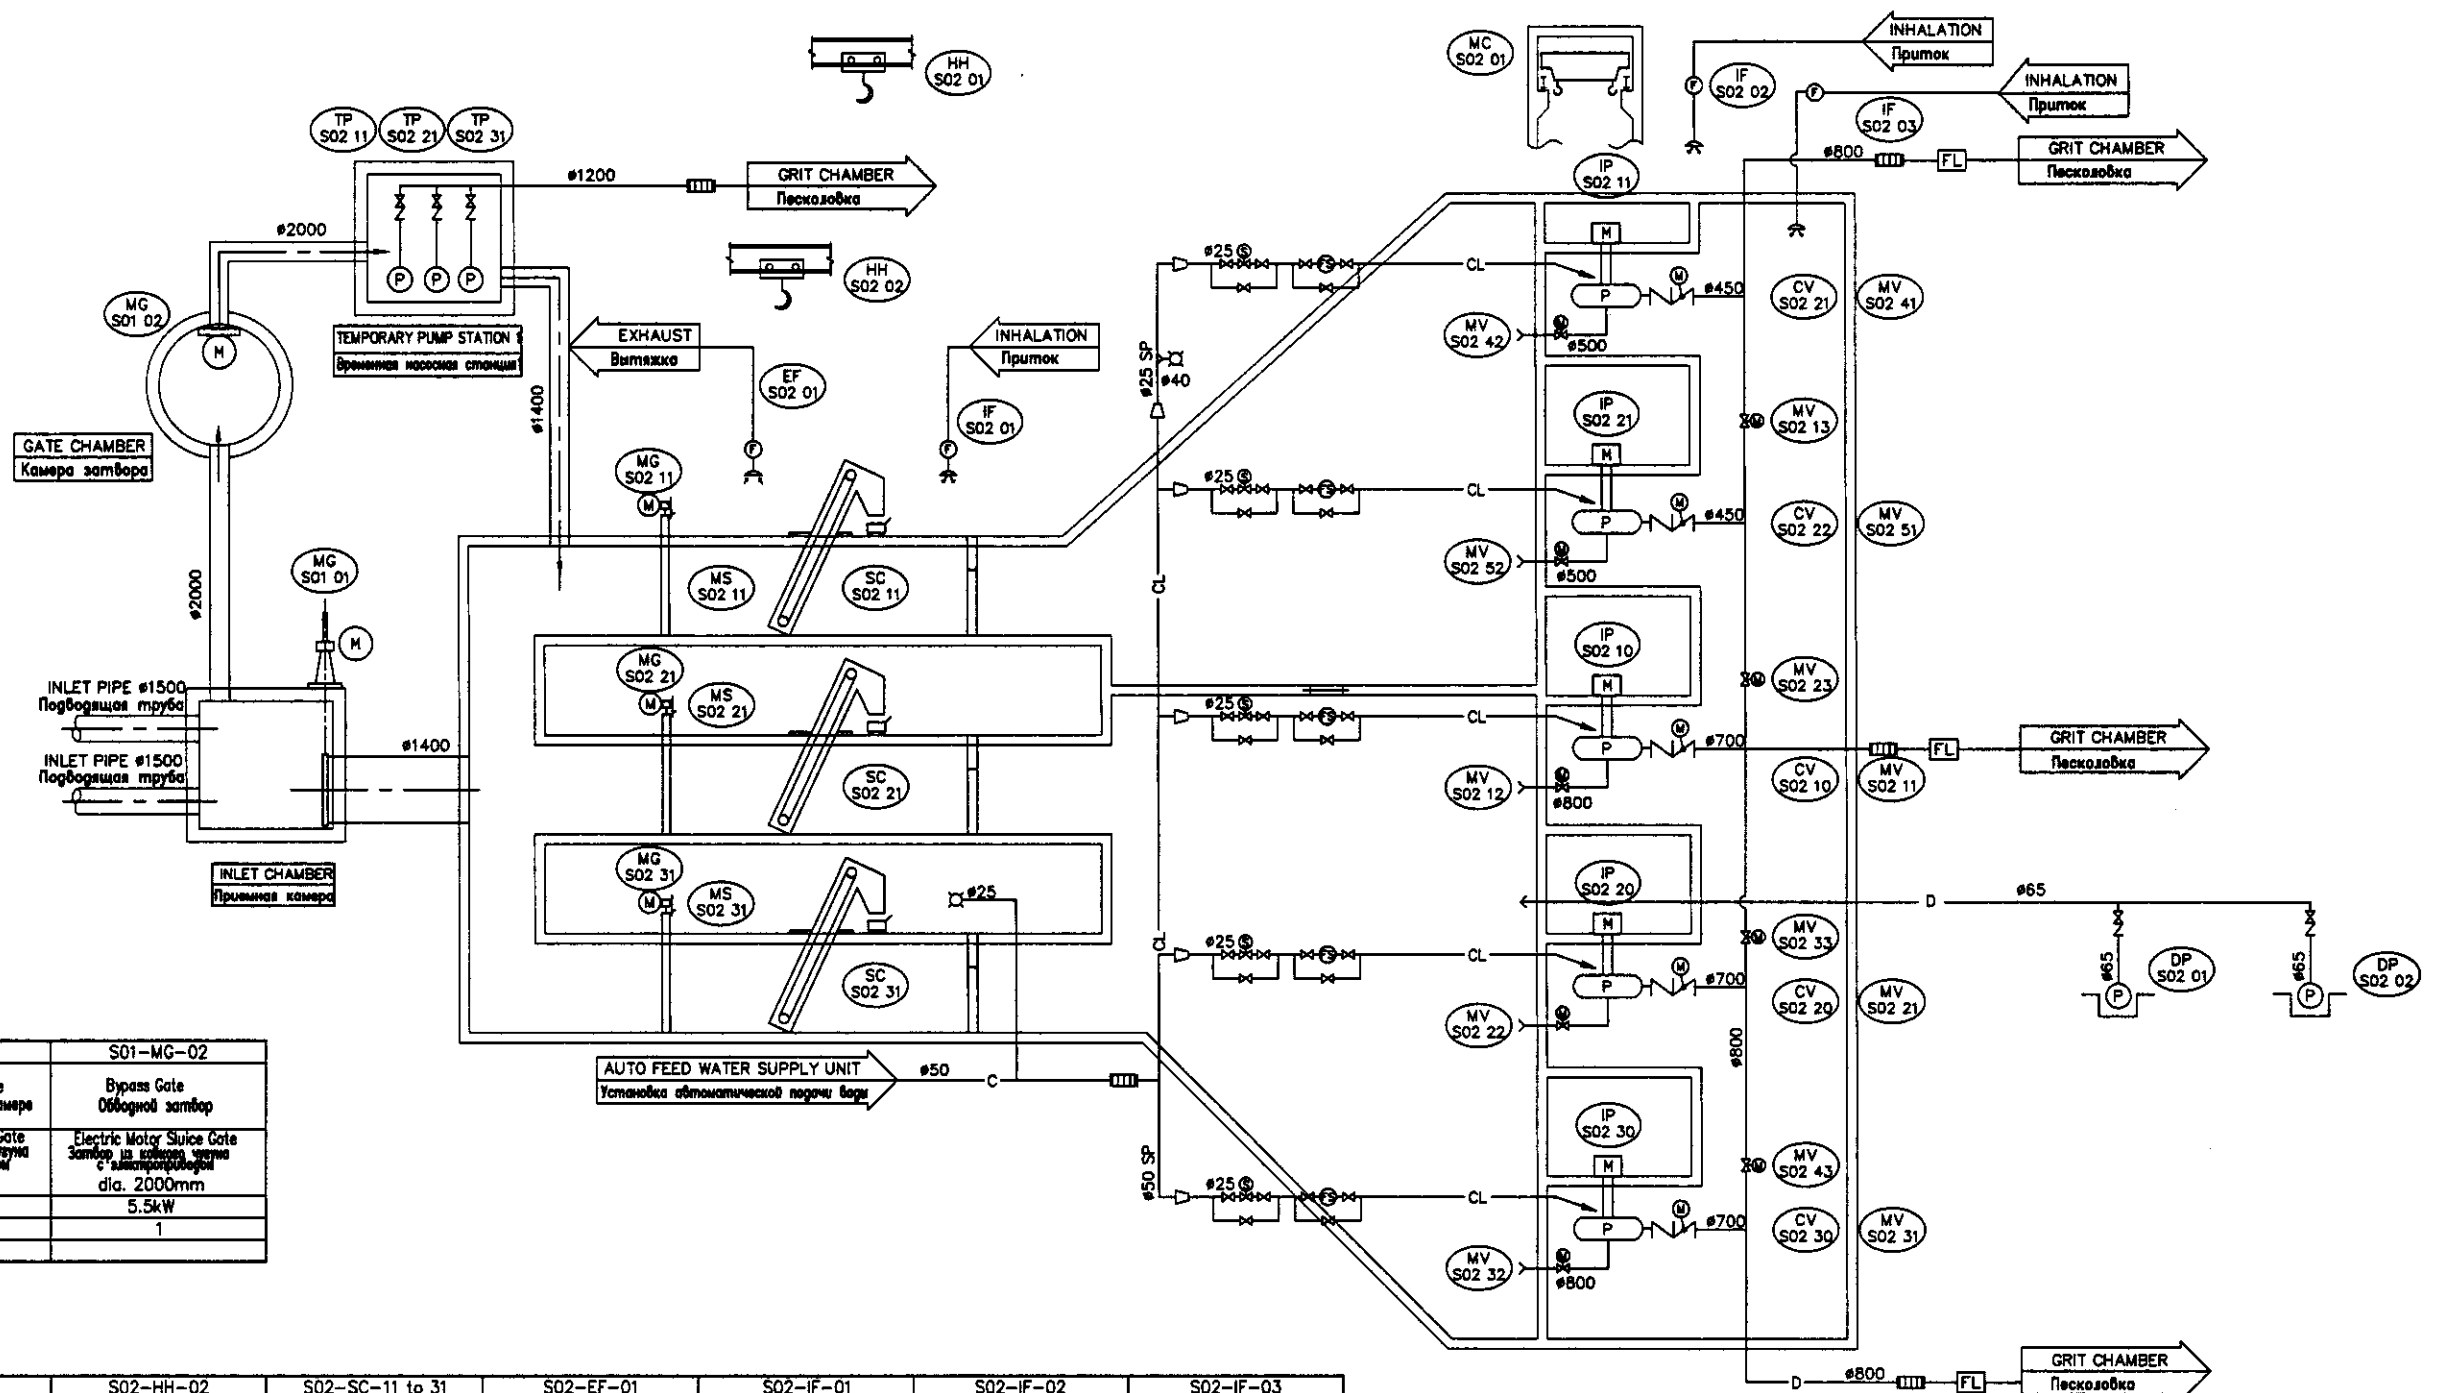 HH
S02 01
MC
S02 01
INHALATION
Приток
IF
S02 02
INHALATION
Приток
IF
S02 03
TP
S02 11
TP
S02 21
TP
S02 31
ø1200
GRIT CHAMBER
Песколовка
IP
S02 11
ø800
FL
GRIT CHAMBER
Песколовка
ø2000
P
P
P
HH
S02 02
MG
S01 02
M
TEMPORARY PUMP STATION
Временная насосная станция
EXHAUST
Вытяжка
EF
S02 01
F
INHALATION
Приток
IF
S02 01
F
ø1400
GATE CHAMBER
Камера затвора
ø2000
MG
S01 01
M
INLET PIPE ø1500
Подводящая труба
INLET PIPE ø1500
Подводящая труба
ø1400
INLET CHAMBER
Приемная камера
MG
S02 11
M
MS
S02 11
SC
S02 11
MG
S02 21
M
MS
S02 21
SC
S02 21
MG
S02 31
M
MS
S02 31
SC
S02 31
ø25
AUTO FEED WATER SUPPLY UNIT
Установка автоматической подачи воды
ø50
C
ø25 SP
ø40
CL
CL
ø50 SP
ø25
S
FS
CL
M
P
M
ø450
CV
S02 21
MV
S02 41
MV
S02 42
ø500
IP
S02 21
MV
S02 13
ø25
S
FS
CL
M
P
M
ø450
CV
S02 22
MV
S02 51
MV
S02 52
ø500
IP
S02 10
MV
S02 23
ø25
S
FS
CL
M
P
M
ø700
FL
GRIT CHAMBER
Песколовка
CV
S02 10
MV
S02 11
MV
S02 12
ø800
IP
S02 20
D
ø65
MV
S02 33
ø25
S
FS
CL
M
P
M
ø700
CV
S02 20
MV
S02 21
MV
S02 22
ø65
P
DP
S02 01
ø65
P
DP
S02 02
ø800
IP
S02 30
MV
S02 43
ø25
S
FS
CL
M
P
M
ø700
CV
S02 30
MV
S02 31
MV
S02 32
ø800
D
ø800
FL
GRIT CHAMBER
Песколовка
S01-MG-02
Bypass Gate
Обводной затвор
Electric Motor Sluice Gate
Затвор из ковкого чугуна
с электроприводом
dia. 2000mm
5.5kW
1
S02-HH-02
S02-SC-11 to 31
S02-EF-01
S02-IF-01
S02-IF-02
S02-IF-03